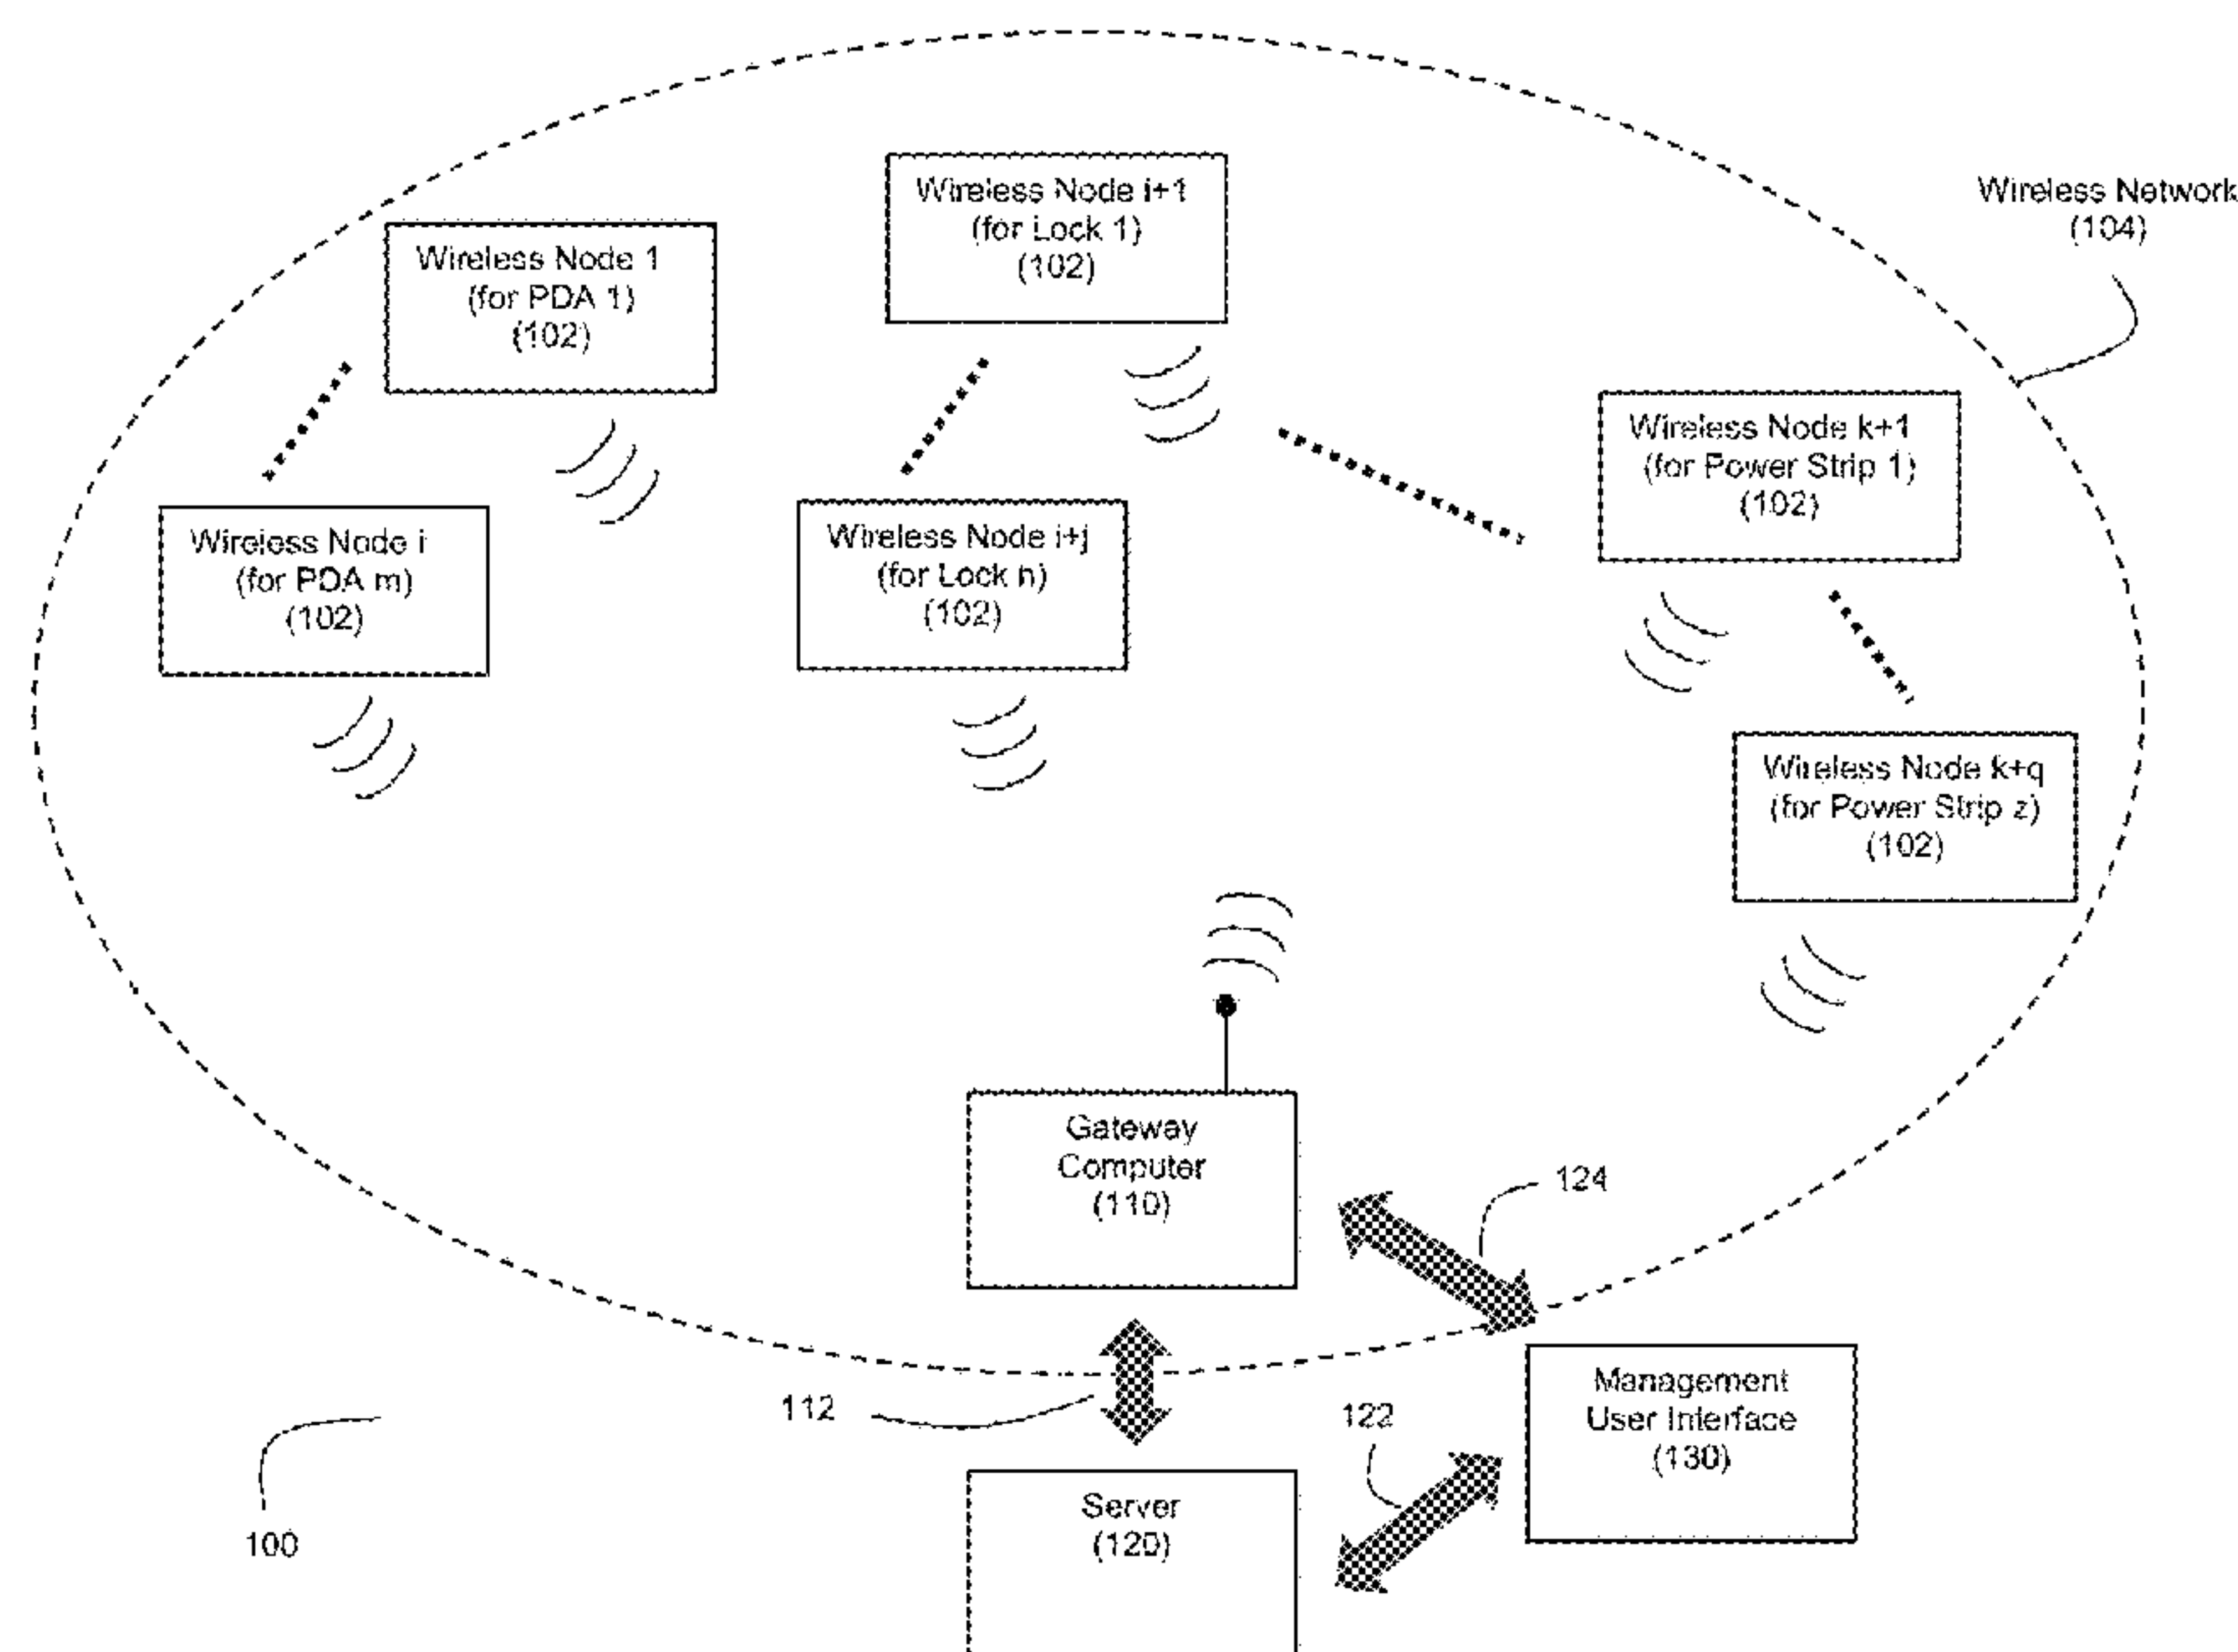 Wireless Node i+1
(for Lock 1)
(102)
Wireless Network
(104)
Wireless Node 1
(for PDA 1)
(102)
Wireless Node k+1
(for Power Strip 1)
(102)
Wireless Node i
(for PDA m)
(102)
Wireless Node i+j
(for Lock n)
(102)
Wireless Node k+q
(for Power Strip z)
(102)
Gateway
Computer
(110)
124
112
122
Management
User Interface
(130)
Server
(120)
100